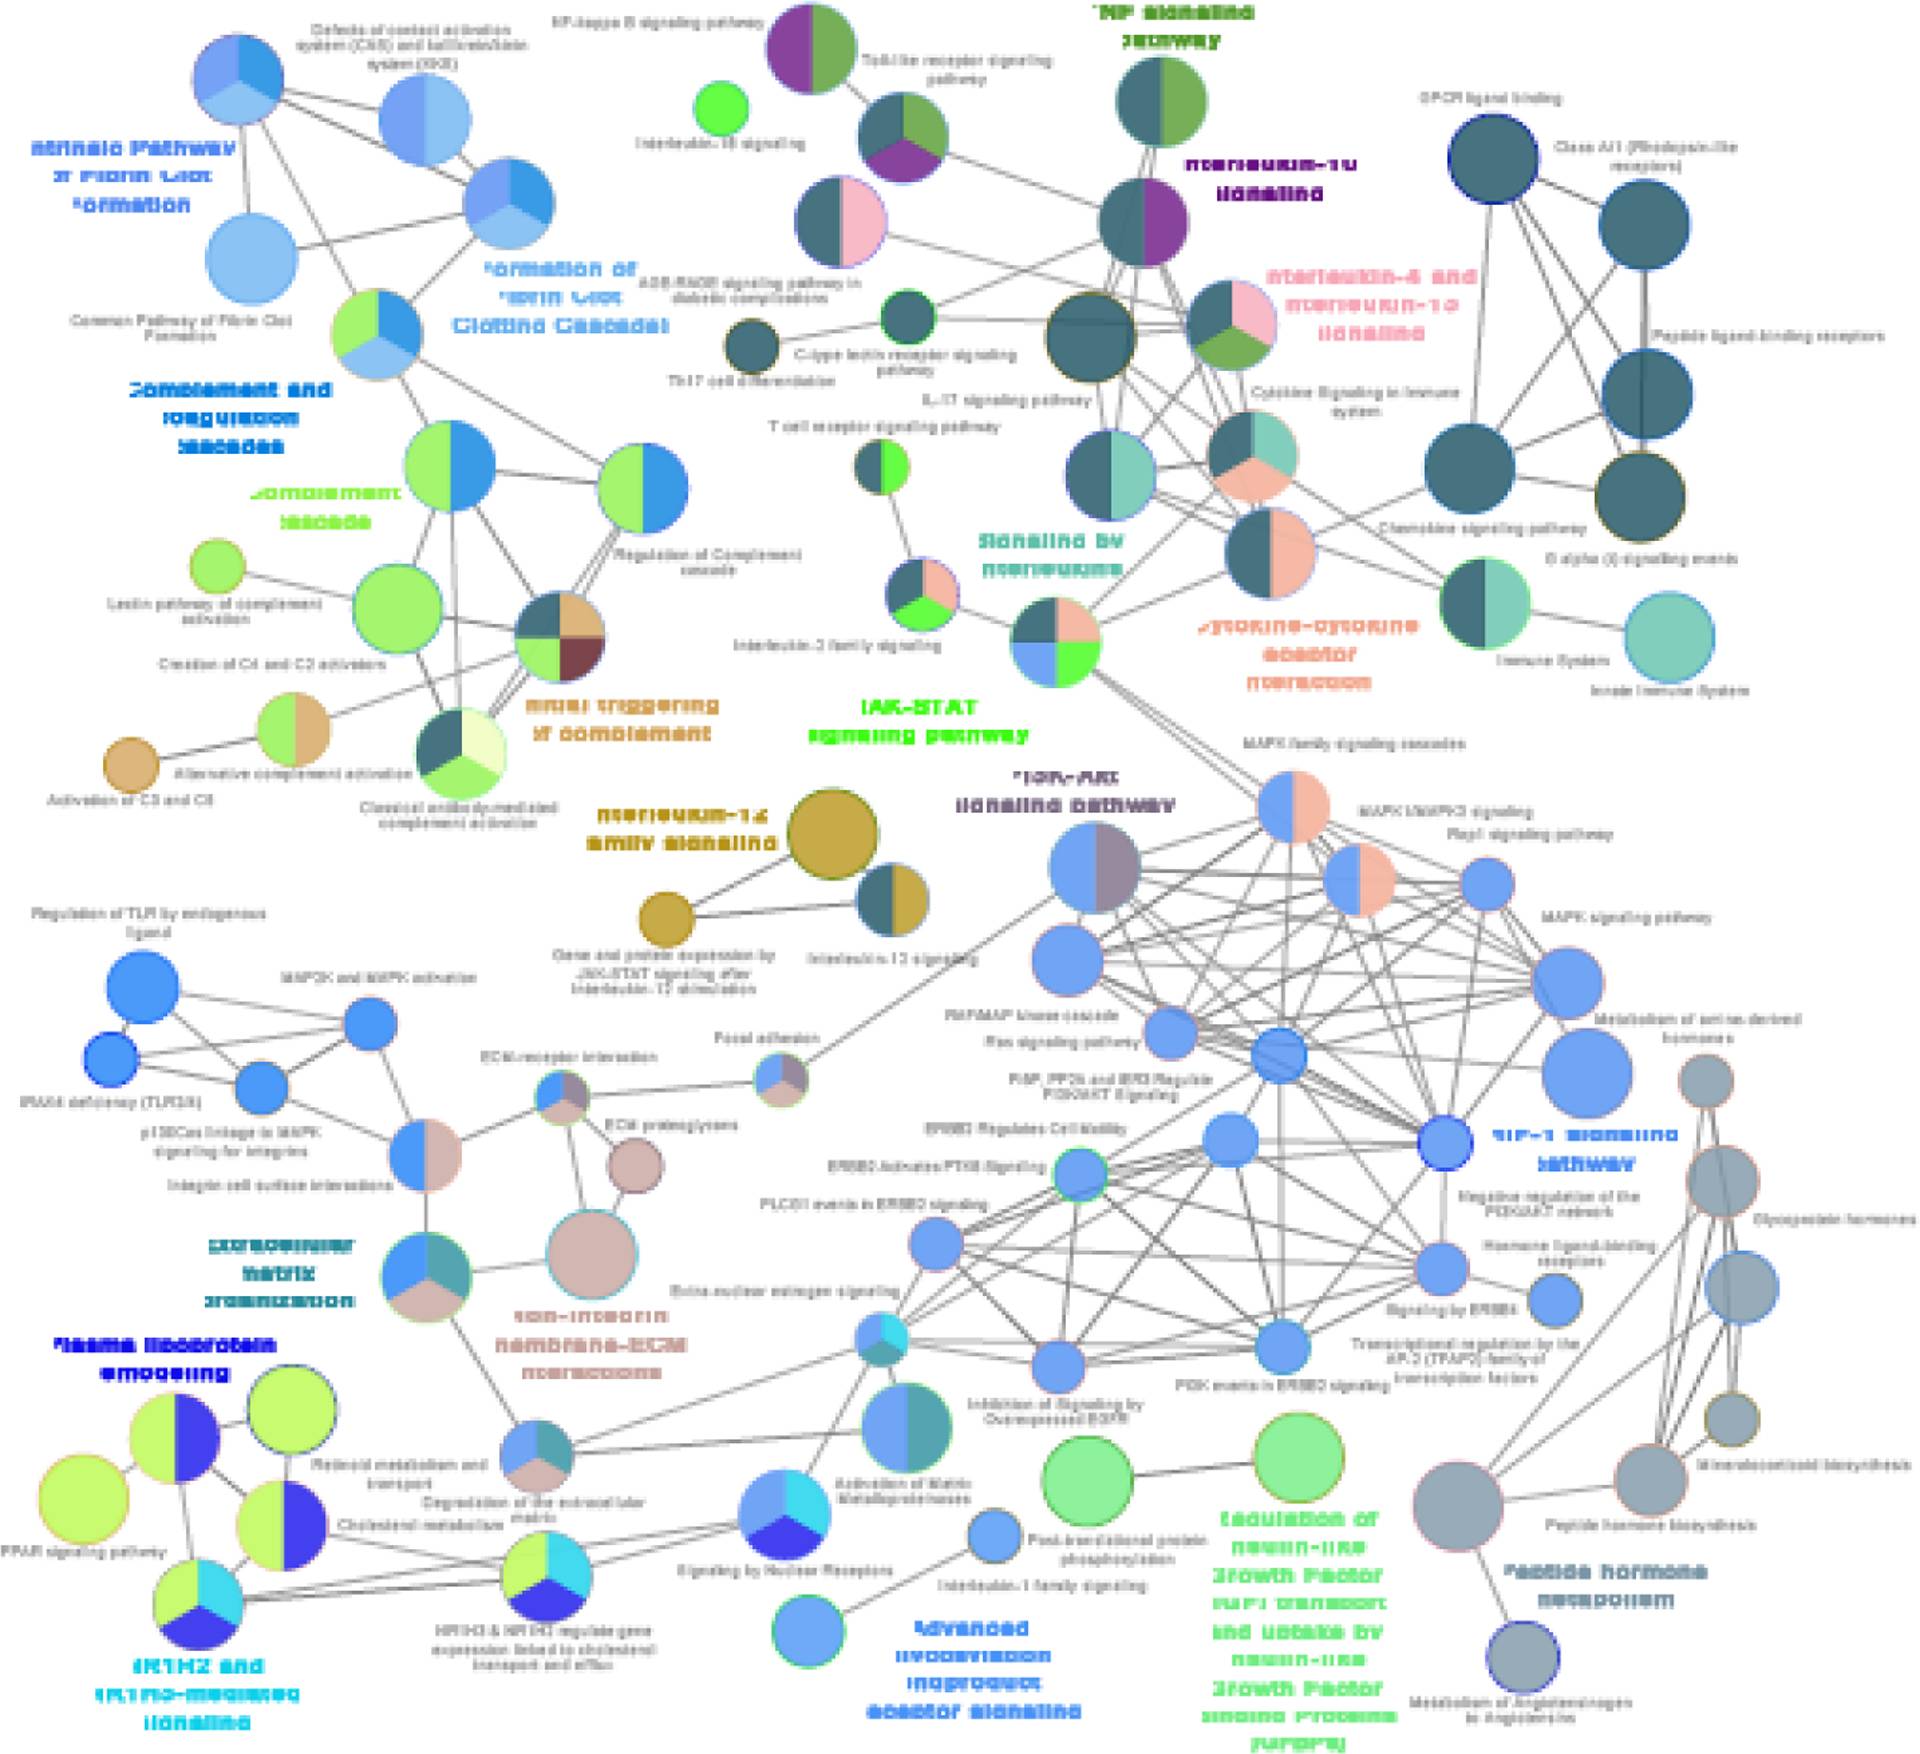 Defects of contact activation
system (CAS) and kallikrein/kinin
system (KKS)
NF-kappa B signaling pathway
Toll-like receptor signaling
pathway
signaling
pathway
Interleukin-18 signaling
GPCR ligand binding
Class A/1 (Rhodopsin-like
receptors)
Intrinsic Pathway
of Fibrin Clot
Formation
Interleukin-10
signaling
Formation of
Fibrin Clot
(Clotting Cascade)
AGE-RAGE signaling pathway in
diabetic complications
Interleukin-4 and
Interleukin-13
signaling
Common Pathway of Fibrin Clot
Formation
Peptide ligand-binding receptors
C-type lectin receptor signaling
pathway
Th17 cell differentiation
Complement and
coagulation
cascades
IL-17 signaling pathway
Cytokine Signaling in Immune
system
T cell receptor signaling pathway
Complement
cascade
Chemokine signaling pathway
Signaling by
Interleukins
Regulation of Complement
cascade
G alpha (i) signalling events
Lectin pathway of complement
activation
Cytokine-cytokine
receptor
interaction
Interleukin-2 family signaling
Creation of C4 and C2 activators
Immune System
Innate Immune System
Initial triggering
of complement
JAK-STAT
signaling pathway
MAPK family signaling cascades
Alternative complement activation
PI3K-Akt
signaling pathway
Activation of C3 and C5
Classical antibody-mediated
complement activation
Interleukin-12
family signaling
MAPK1/MAPK3 signaling
Rap1 signaling pathway
Regulation of TLR by endogenous
ligand
MAPK signaling pathway
Gene and protein expression by
JAK-STAT signaling after
Interleukin-12 stimulation
Interleukin-12 signaling
MAP2K and MAPK activation
RAF/MAP kinase cascade
Metabolism of amine-derived
hormones
Focal adhesion
Ras signaling pathway
ECM-receptor interaction
PI5P, PP2A and IER3 Regulate
PI3K/AKT Signaling
IRAK4 deficiency (TLR2/4)
p130Cas linkage to MAPK
signaling for integrins
ECM proteoglycans
ERBB2 Regulates Cell Motility
signaling
pathway
ERBB2 Activates PTK6 Signaling
Integrin cell surface interactions
PLCG1 events in ERBB2 signaling
Negative regulation of the
PI3K/AKT network
Glycoprotein hormones
Extracellular
matrix
organization
Hormone ligand-binding
receptors
Extra-nuclear estrogen signaling
Signaling by ERBB4
Non-integrin
membrane-ECM
interactions
Plasma lipoprotein
remodeling
Transcriptional regulation by the
AP-2 (TFAP2) family of
transcription factors
PI3K events in ERBB2 signaling
Inhibition of Signaling by
Overexpressed EGFR
Retinoid metabolism and
transport
Mineralocorticoid biosynthesis
Activation of Matrix
Metalloproteinases
Degradation of the extracellular
matrix
Cholesterol metabolism
Peptide hormone biosynthesis
Post-translational protein
phosphorylation
PPAR signaling pathway
Signaling by Nuclear Receptors
Interleukin-1 family signaling
Regulation of
Insulin-like
Growth Factor
transport
and uptake by
Insulin-like
Growth Factor
Binding Proteins
(IGFBPs)
Peptide hormone
metabolism
NR1H3 & NR1H2 regulate gene
expression linked to cholesterol
transport and efflux
Advanced
glycosylation
endproduct
receptor signaling
NR1H2 and
NR1H3-mediated
signaling
Metabolism of Angiotensinogen
to Angiotensins